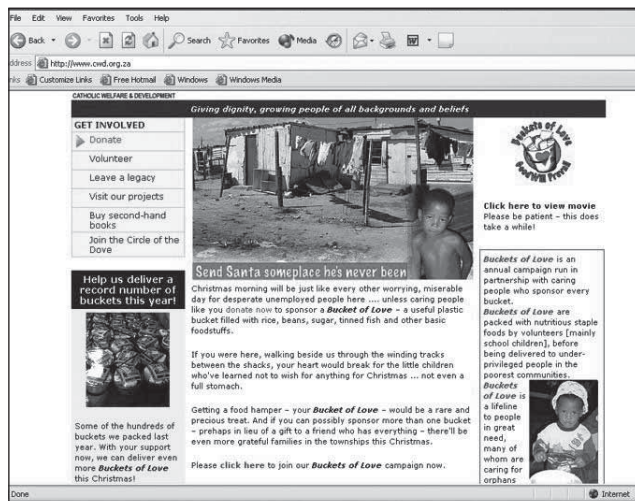 File Edit View Favorites Tools Help
Back Search Favorites Media
ddress http://www.cwd.org.za
nks Customize Links Free Hotmail Windows Windows Media
CATHOLIC WELFARE & DEVELOPMENT
Giving dignity, growing people of all backgrounds and beliefs
GET INVOLVED
Donate
Volunteer
Leave a legacy
Visit our projects
Buy second-hand
books
Join the Circle of the
Dove
Help us deliver a
record number of
buckets this year!
Some of the hundreds of
buckets we packed last
year. With your support
now, we can deliver even
more Buckets of Love
this Christmas!
Send Santa someplace he's never been
Christmas morning will be just like every other worrying, miserable
day for desperate unemployed people here .... unless caring people
like you donate now to sponsor a Bucket of Love – a useful plastic
bucket filled with rice, beans, sugar, tinned fish and other basic
foodstuffs.
If you were here, walking beside us through the winding tracks
between the shacks, your heart would break for the little children
who've learned not to wish for anything for Christmas ... not even a
full stomach.
Getting a food hamper – your Bucket of Love – would be a rare and
precious treat. And if you can possibly sponsor more than one bucket
– prehaps in lieu of a gift to a friend who has everything – there'll be
even more grateful families in the townships this Christmas.
Please click here to join our Buckets of Love campaign now.
Buckets of Love
Good Will Prevail
Click here to view movie
Please be patient – this does
take a while!
Buckets of Love is an
annual campaign run in
partnership with caring
people who sponsor every
bucket.
Buckets of Love are
packed with nutritious staple
foods by volunteers [mainly
school children], before
being delivered to under-
privileged people in the
poorest communities.
Buckets
of Love is
a lifeline
to people
in great
need,
many of
whom are
caring for
orphans
Done Internet